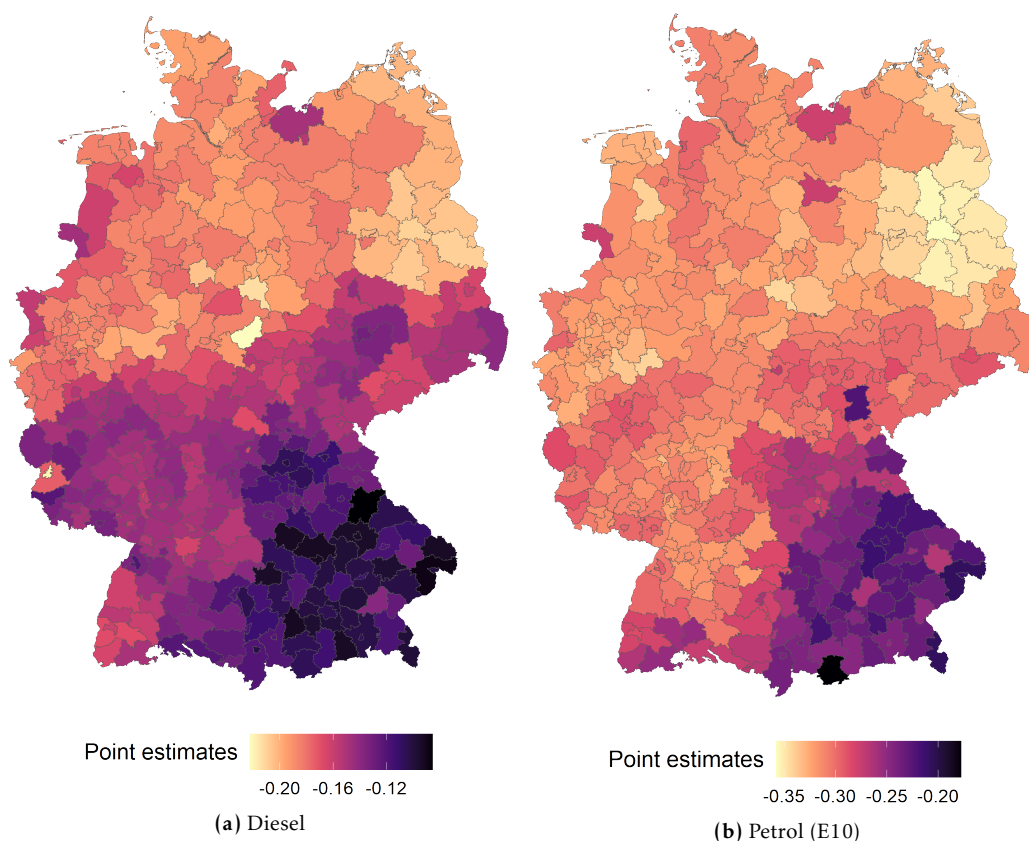 Point estimates
-0.20 -0.16 -0.12
(a) Diesel
Point estimates
-0.35 -0.30 -0.25 -0.20
(b) Petrol (E10)